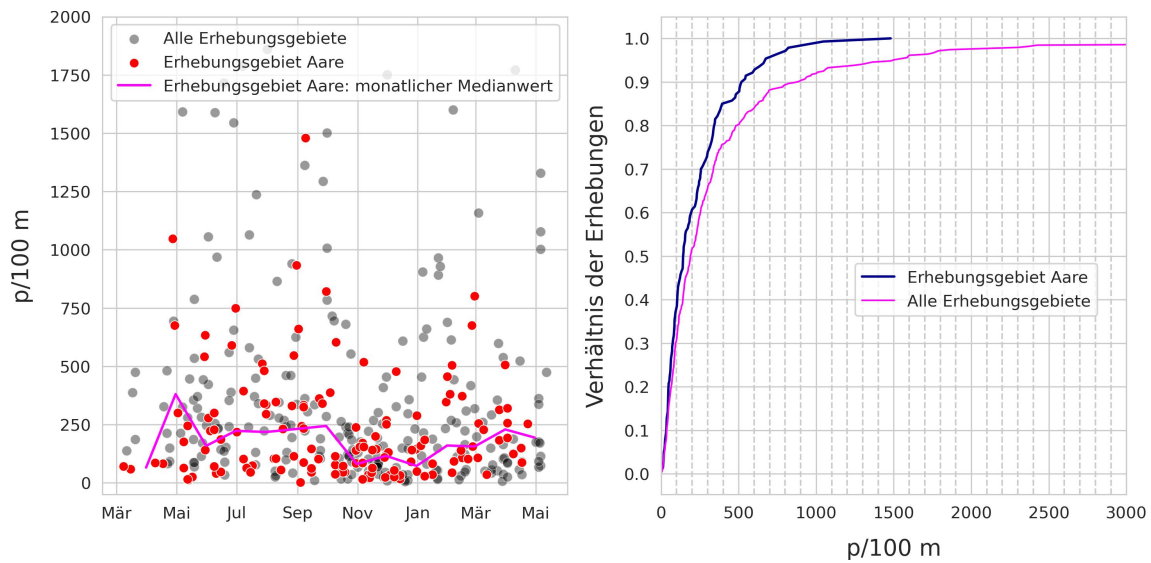 2000
1750
1500
1250
1000
750
500
250
0
p/100 m
Alle Erhebungsgebiete
Erhebungsgebiet Aare
Erhebungsgebiet Aare: monatlicher Medianwert
Mär
Mai
Jul
Sep
Nov
Jan
Mär
Mai
1.0
0.9
0.8
0.7
0.6
0.5
0.4
0.3
0.2
0.1
0.0
Verhältnis der Erhebungen
Erhebungsgebiet Aare
Alle Erhebungsgebiete
0
500
1000
1500
2000
2500
3000
p/100 m